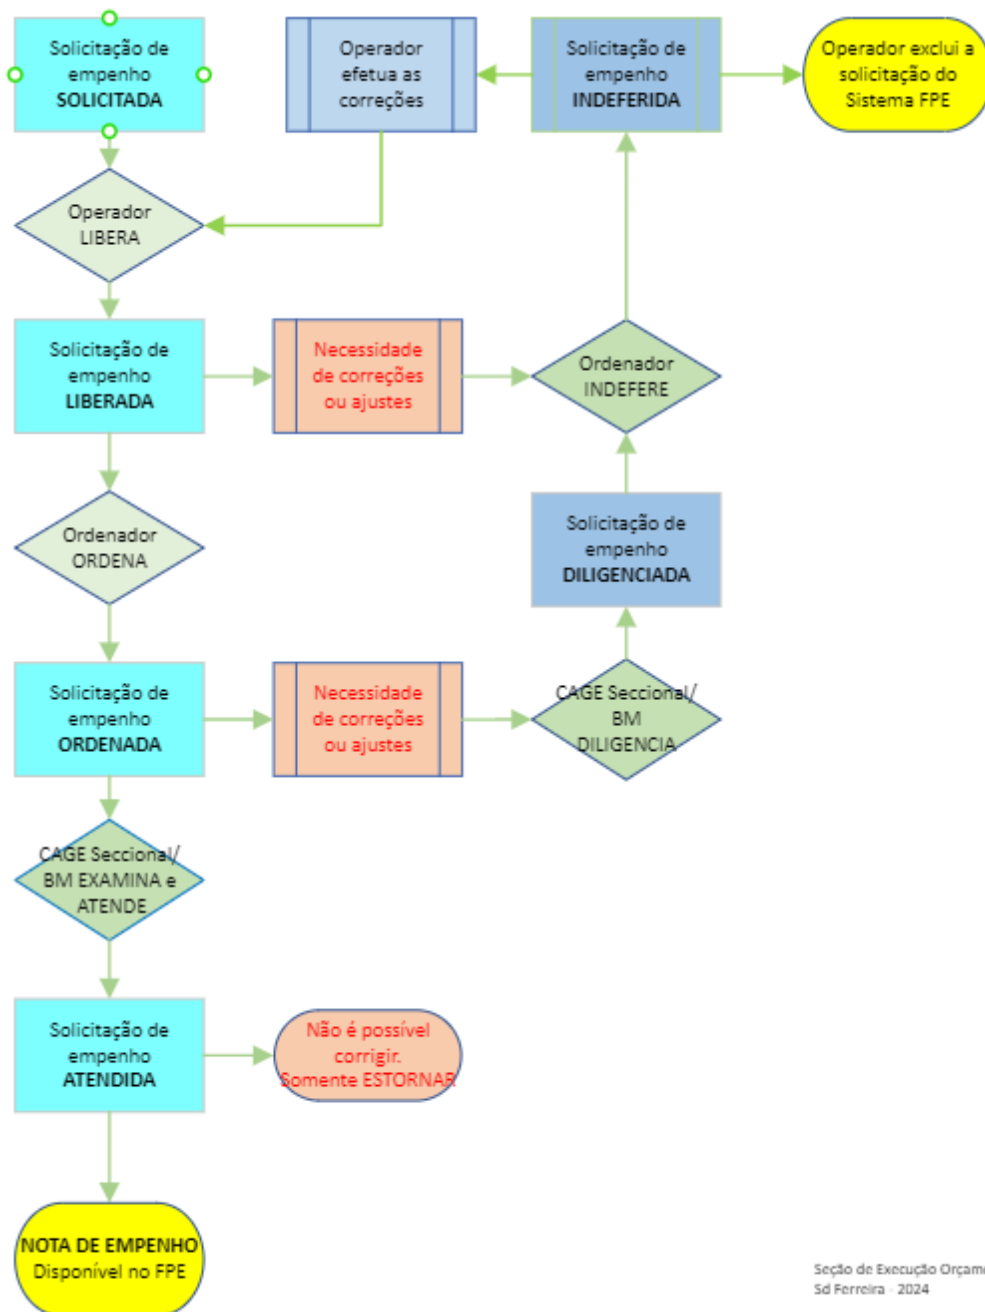 Solicitação de
empenho
SOLICITADA
Operador
efetua as
correções
Solicitação de
empenho
INDEFERIDA
Operador exclui a
solicitação do
Sistema FPE
Operador
LIBERA
Solicitação de
empenho
LIBERADA
Necessidade
de correções
ou ajustes
Ordenador
INDEFERE
Ordenador
ORDENA
Solicitação de
empenho
DILIGENCIADA
Solicitação de
empenho
ORDENADA
Necessidade
de correções
ou ajustes
CAGE Seccional/
BM
DILIGENCIA
CAGE Seccional/
BM EXAMINA e
ATENDE
Solicitação de
empenho
ATENDIDA
Não é possível
corrigir.
Somente ESTORNAR
NOTA DE EMPENHO
Disponível no FPE
Seção de Execução
Sd Ferreira - 2024